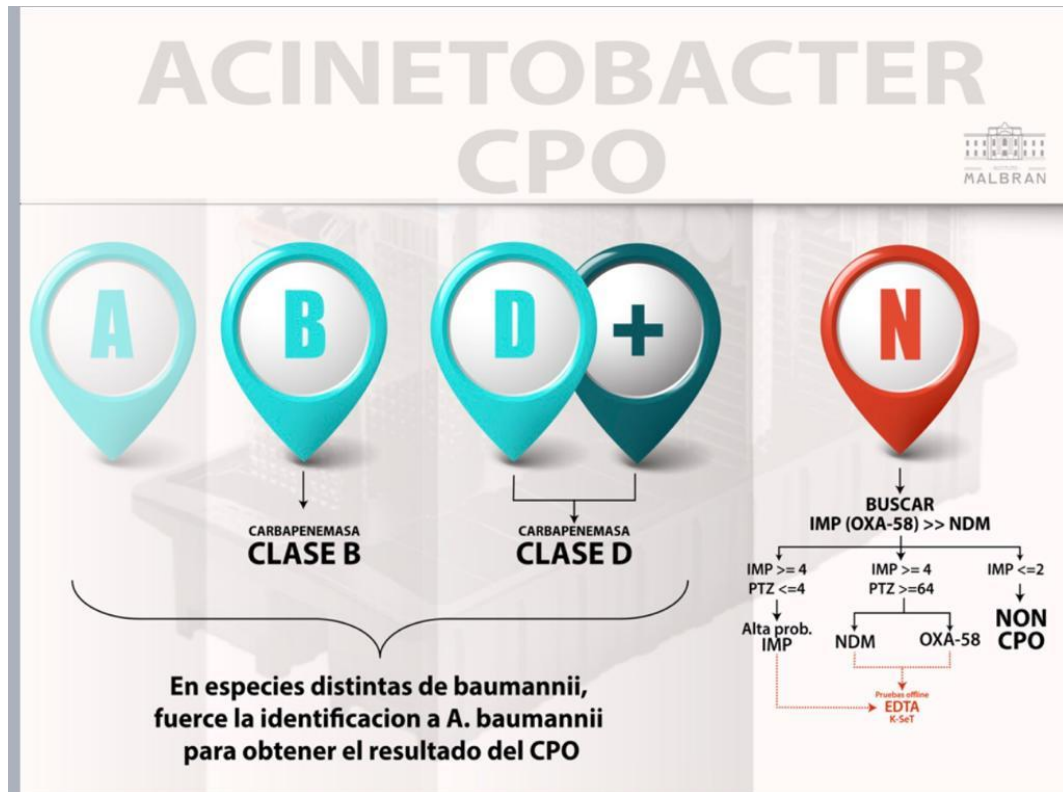 ACINETOBACTER
CPO
MALBRAN
A
B
D
+
N
CARBAPENEMASA
CLASE B
CARBAPENEMASA
CLASE D
En especies distintas de baumannii,
fuerce la identificacion a A. baumannii
para obtener el resultado del CPO
BUSCAR
IMP (OXA-58) >> NDM
IMP >= 4
PTZ <=4
Alta prob.
IMP
IMP >= 4
PTZ >=64
NDM
OXA-58
IMP <=2
NON
CPO
Pruebas offline
EDTA
K-SeT